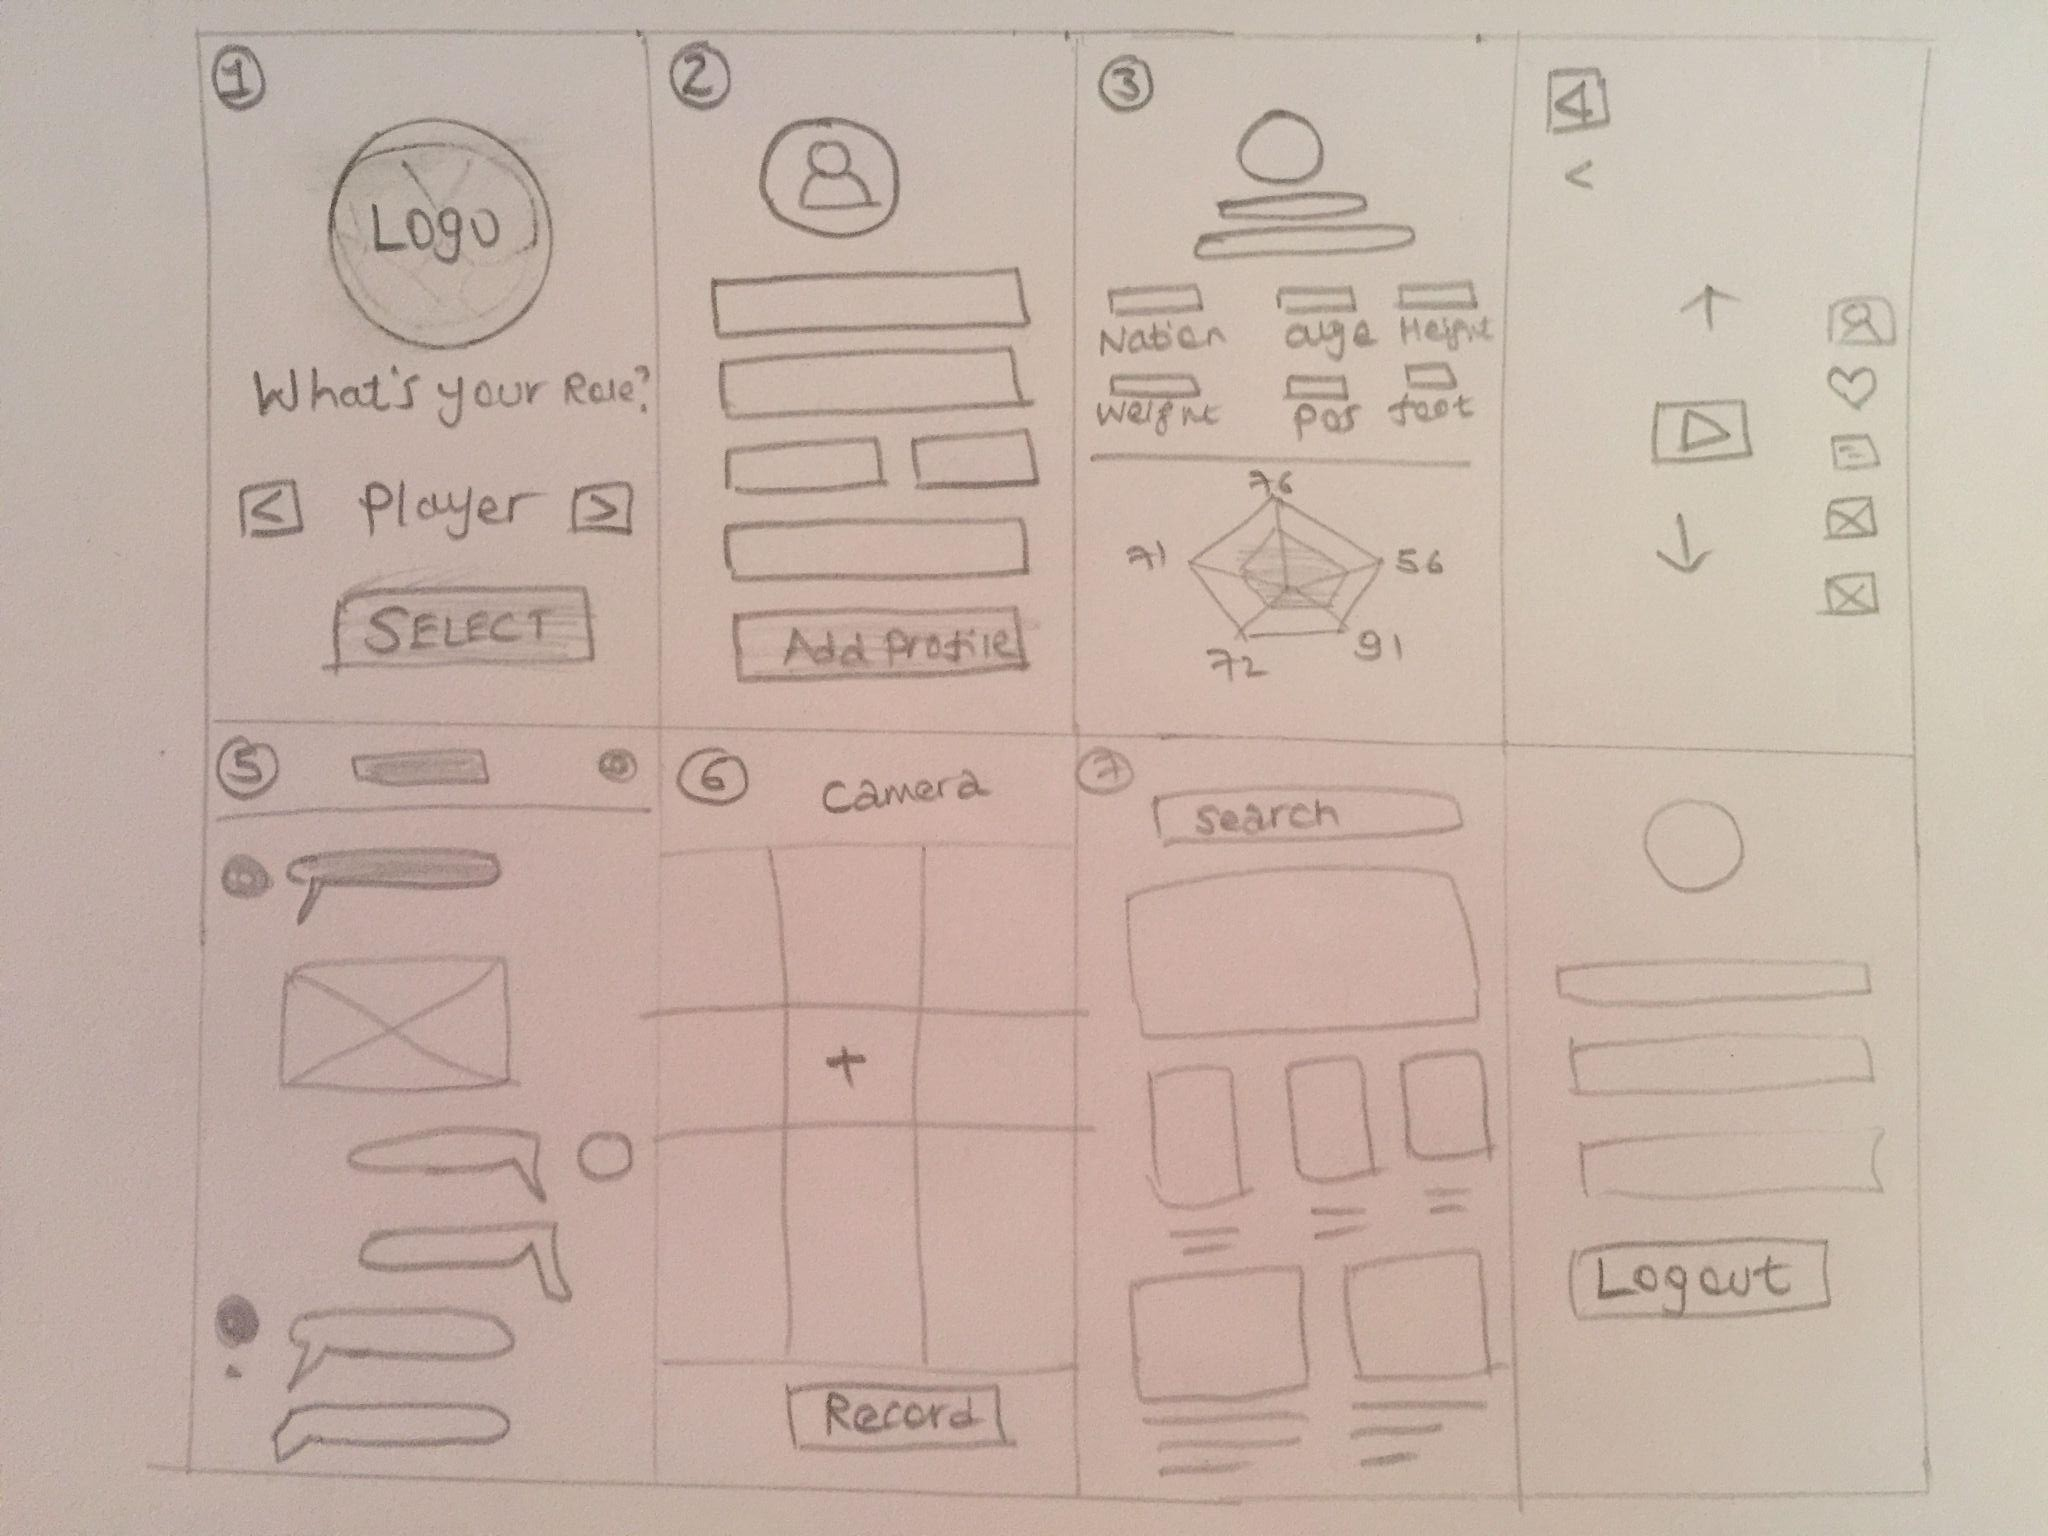 1
Logo
What's your Role?
< Player >
SELECT
2
Add Profile
3
Nation age Height
Weight Pos foot
76
71 56
72 91
4
<
5
6
Camera
+
Record
7
Search
Logout